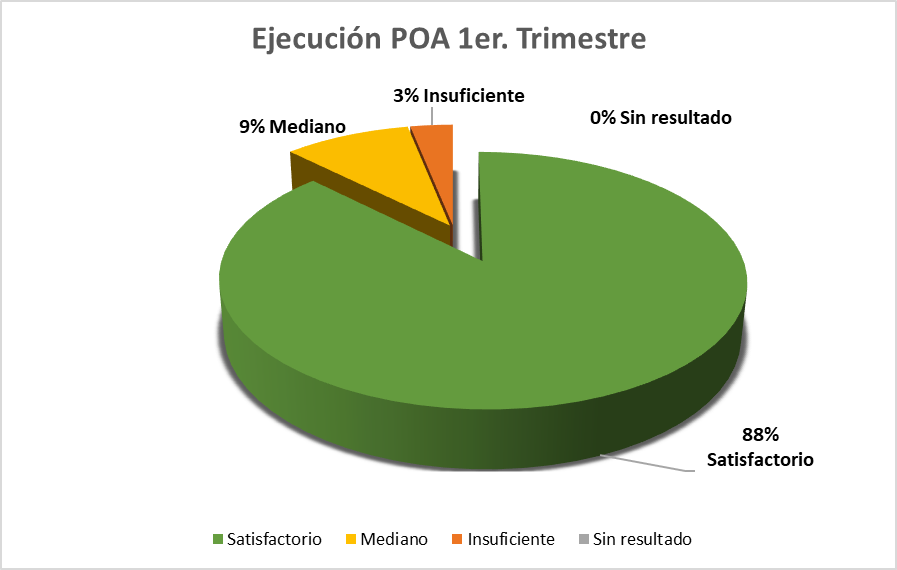 Ejecución POA 1er. Trimestre
3% Insuficiente
9% Mediano
0% Sin resultado
88%
Satisfactorio
Satisfactorio Mediano Insuficiente Sin resultado